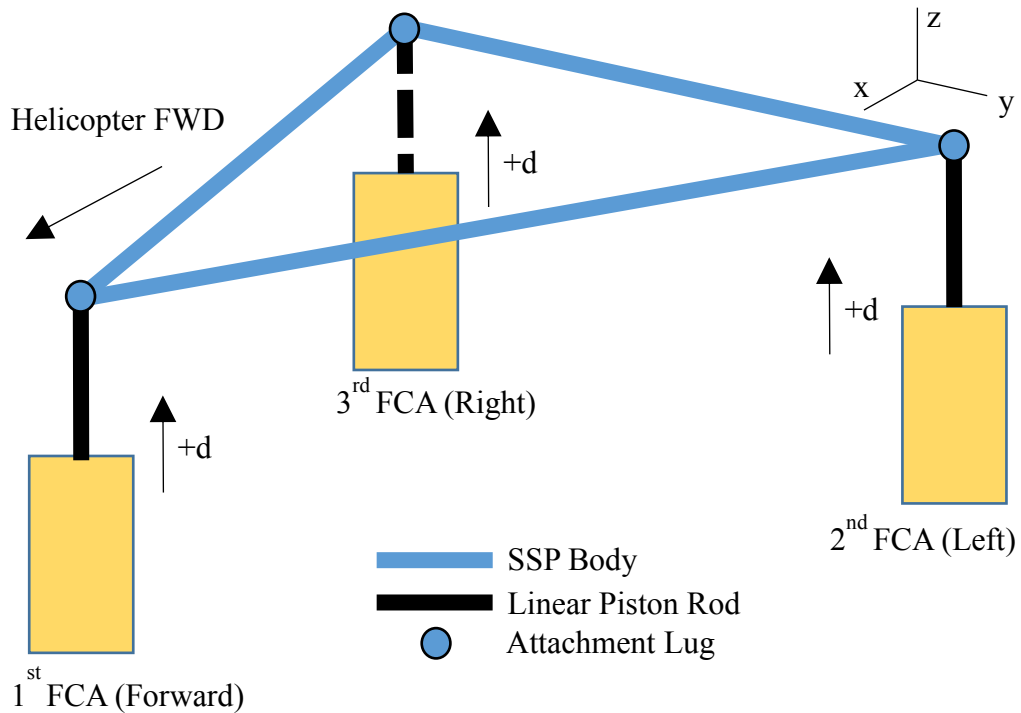 z
x
y
Helicopter FWD
+d
+d
3rd FCA (Right)
+d
2nd FCA (Left)
SSP Body
Linear Piston Rod
Attachment Lug
1st FCA (Forward)